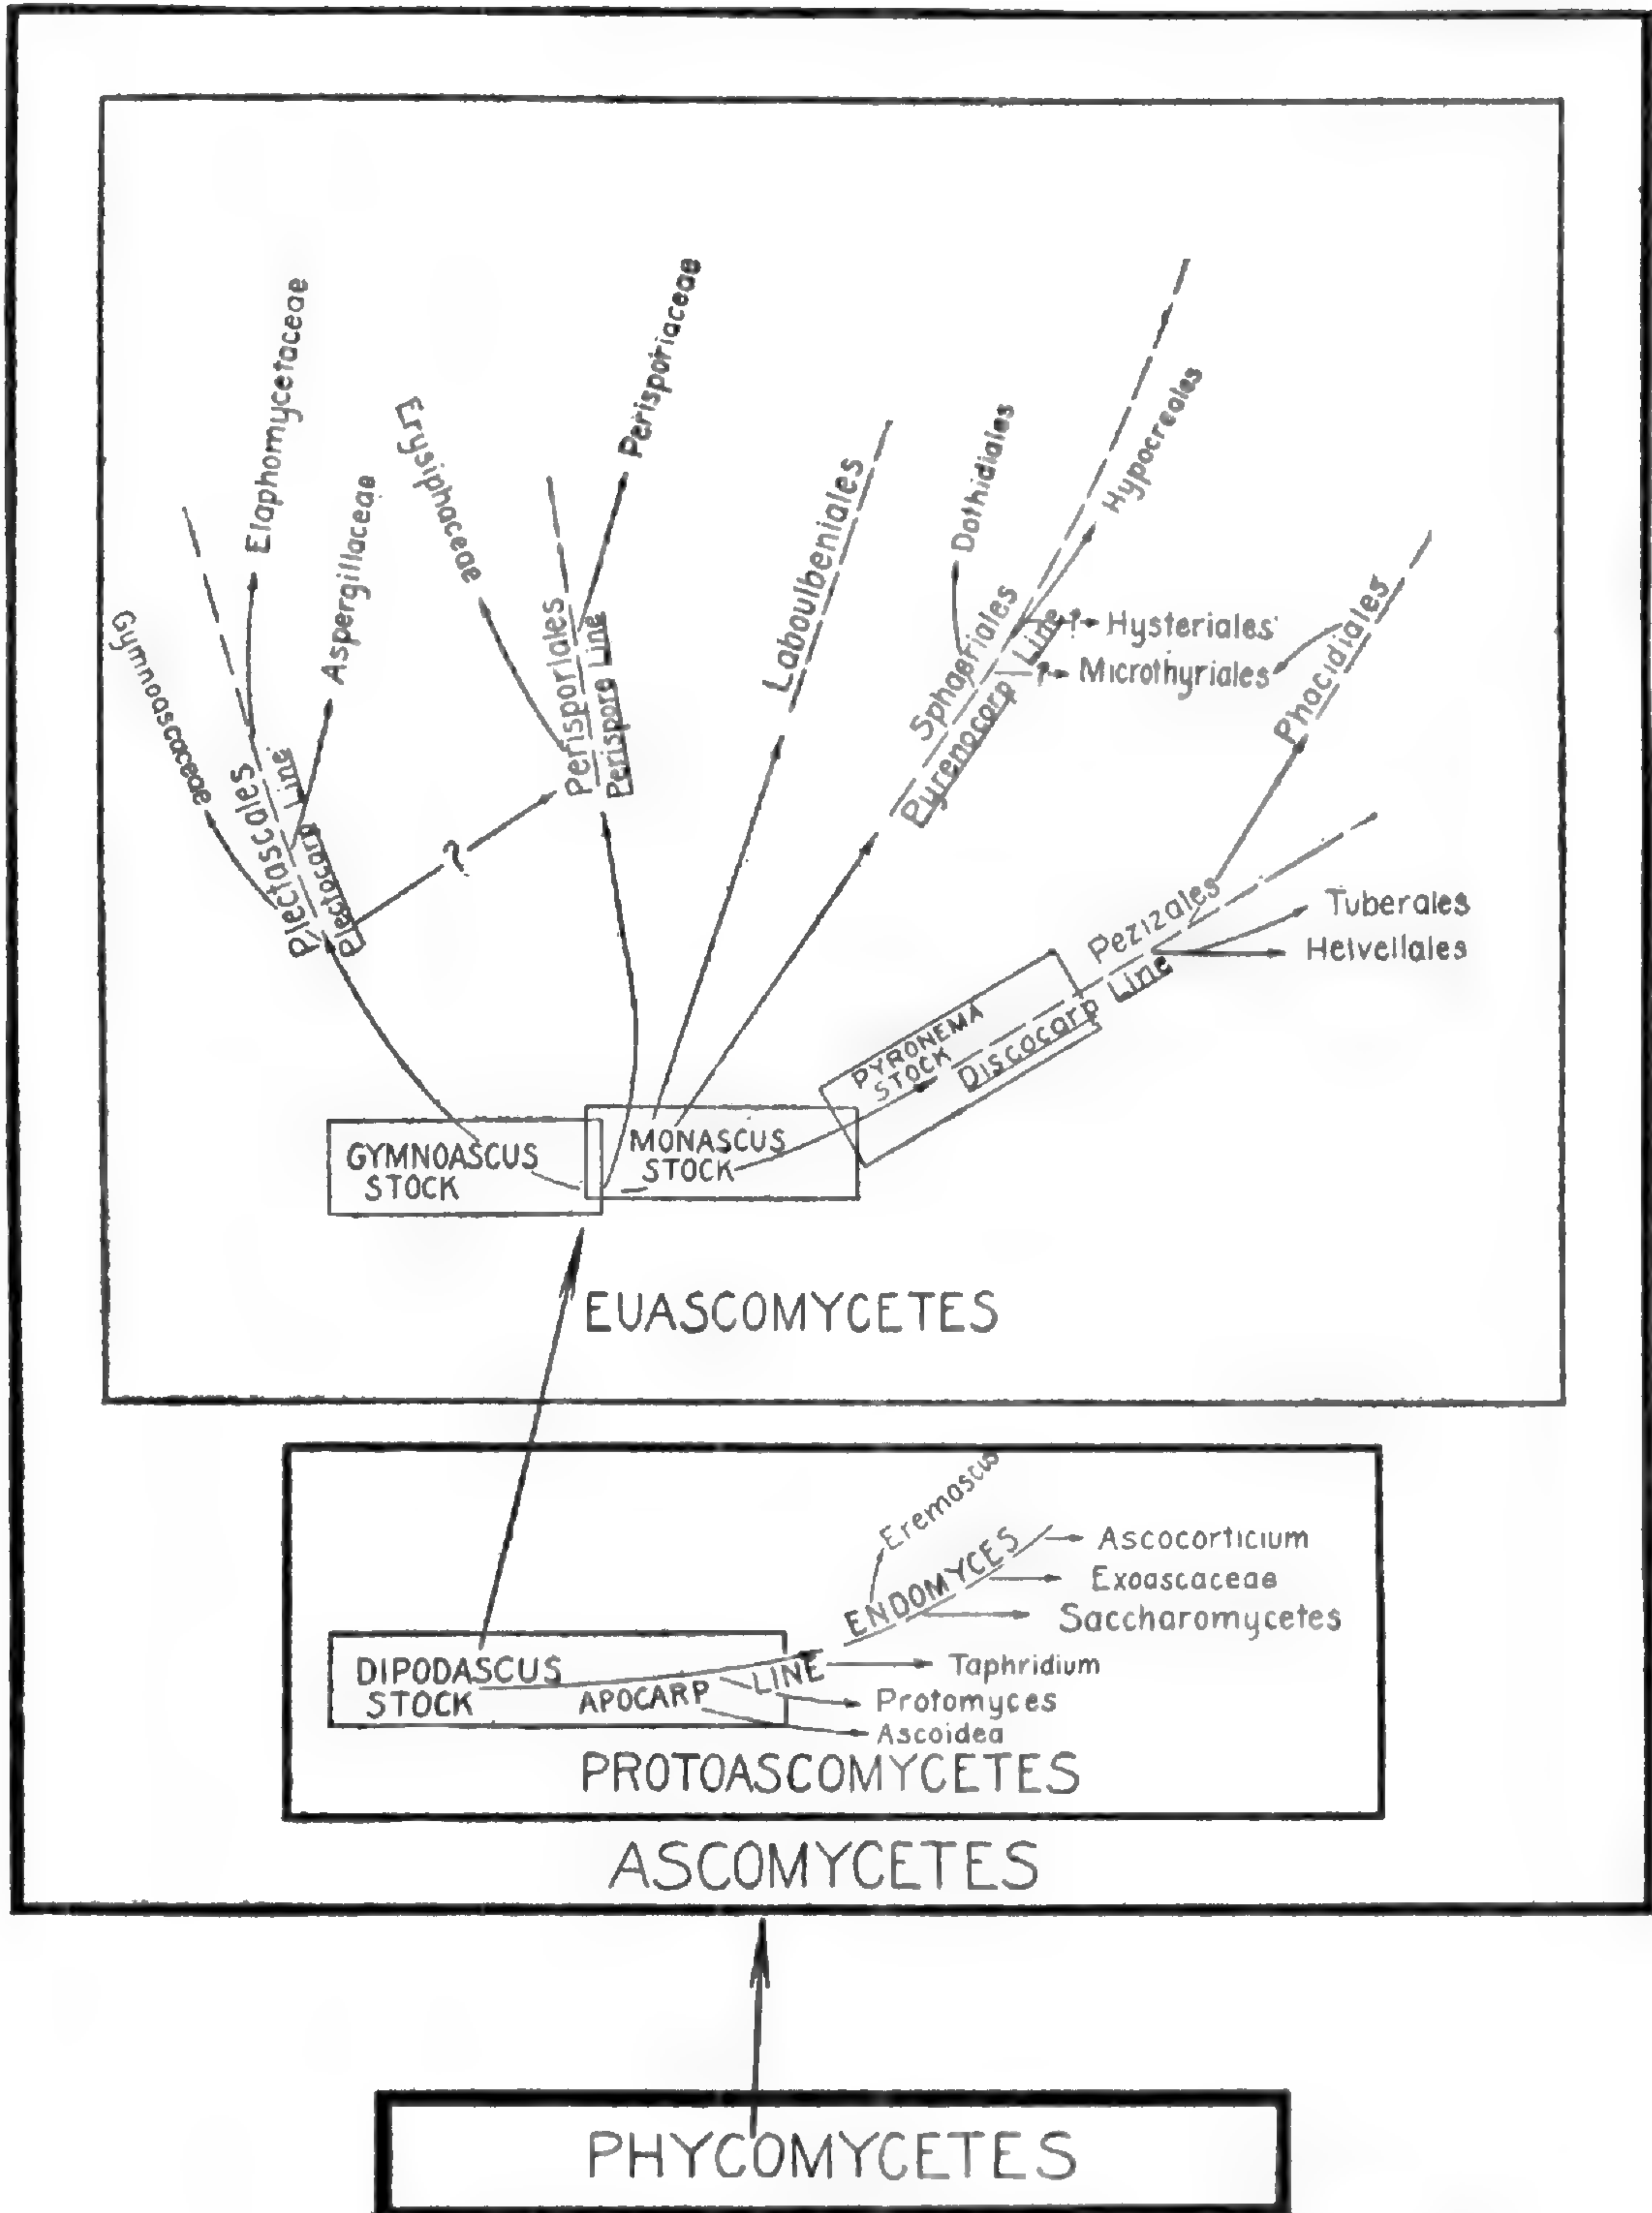 Elaphomycetaceae
Perisporiaceae
Erysiphaceae
Aspergillaceae
Gymnoascaceae
Laboulbeniales
Dothidiales
Hypocreales
Plectascales
Plectocarp Line
?
Perisporiales
Perispore Line
Sphaeriales
Pyrenocarp Line
? Hysteriales
? Microthyriales
Phacidiales
Pezizales
Tuberales
Helvellales
Discocarp Line
PYRONEMA
STOCK
GYMNOASCUS
STOCK
MONASCUS
STOCK
EUASCOMYCETES
Eremascus
ENDOMYCES
Ascocorticium
Exoascaceae
Saccharomycetes
DIPODASCUS
STOCK
APOCARP LINE
Taphridium
Protomyces
Ascoidea
PROTOASCOMYCETES
ASCOMYCETES
PHYCOMYCETES